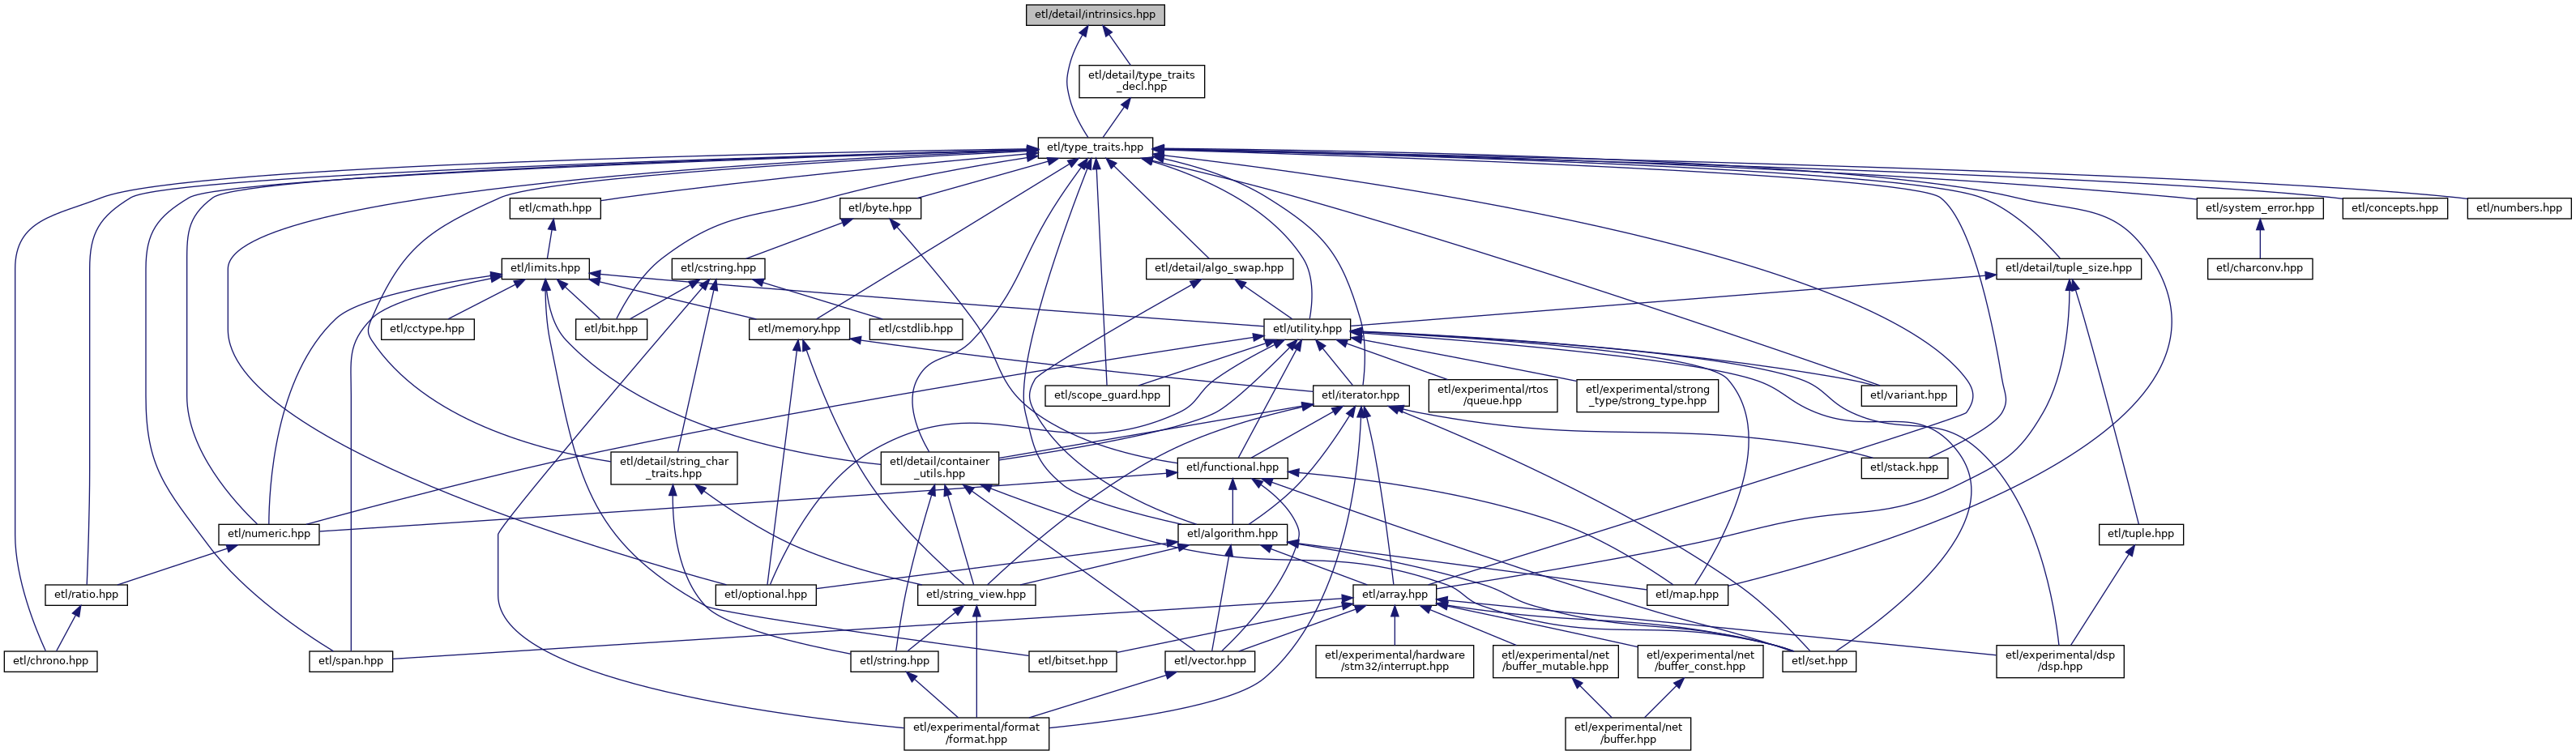 etl/detail/intrinsics.hpp
etl/detail/type_traits
_decl.hpp
etl/type_traits.hpp
etl/cmath.hpp
etl/byte.hpp
etl/system_error.hpp
etl/concepts.hpp
etl/numbers.hpp
etl/limits.hpp
etl/cstring.hpp
etl/detail/algo_swap.hpp
etl/detail/tuple_size.hpp
etl/charconv.hpp
etl/cctype.hpp
etl/bit.hpp
etl/memory.hpp
etl/cstdlib.hpp
etl/utility.hpp
etl/scope_guard.hpp
etl/iterator.hpp
etl/experimental/rtos
/queue.hpp
etl/experimental/strong
_type/strong_type.hpp
etl/variant.hpp
etl/detail/string_char
_traits.hpp
etl/detail/container
_utils.hpp
etl/functional.hpp
etl/stack.hpp
etl/numeric.hpp
etl/algorithm.hpp
etl/tuple.hpp
etl/ratio.hpp
etl/optional.hpp
etl/string_view.hpp
etl/array.hpp
etl/map.hpp
etl/chrono.hpp
etl/span.hpp
etl/string.hpp
etl/bitset.hpp
etl/vector.hpp
etl/experimental/hardware
/stm32/interrupt.hpp
etl/experimental/net
/buffer_mutable.hpp
etl/experimental/net
/buffer_const.hpp
etl/set.hpp
etl/experimental/dsp
/dsp.hpp
etl/experimental/format
/format.hpp
etl/experimental/net
/buffer.hpp